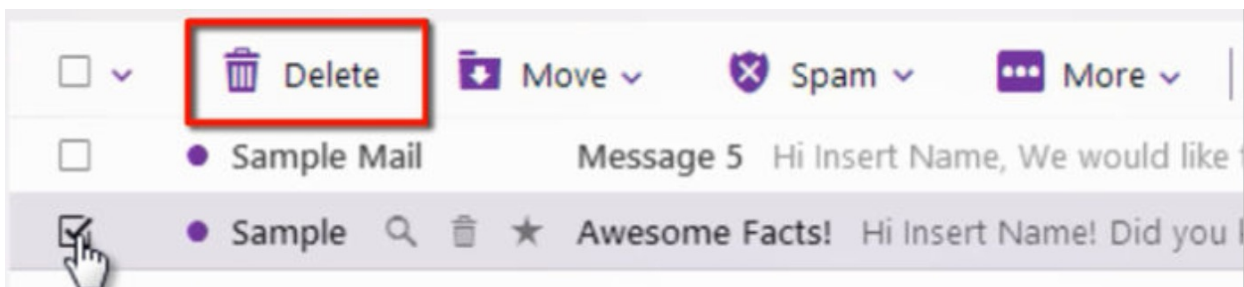 Delete Move Spam More
Sample Mail Message 5 Hi Insert Name, We would like
Sample Awesome Facts! Hi Insert Name! Did you